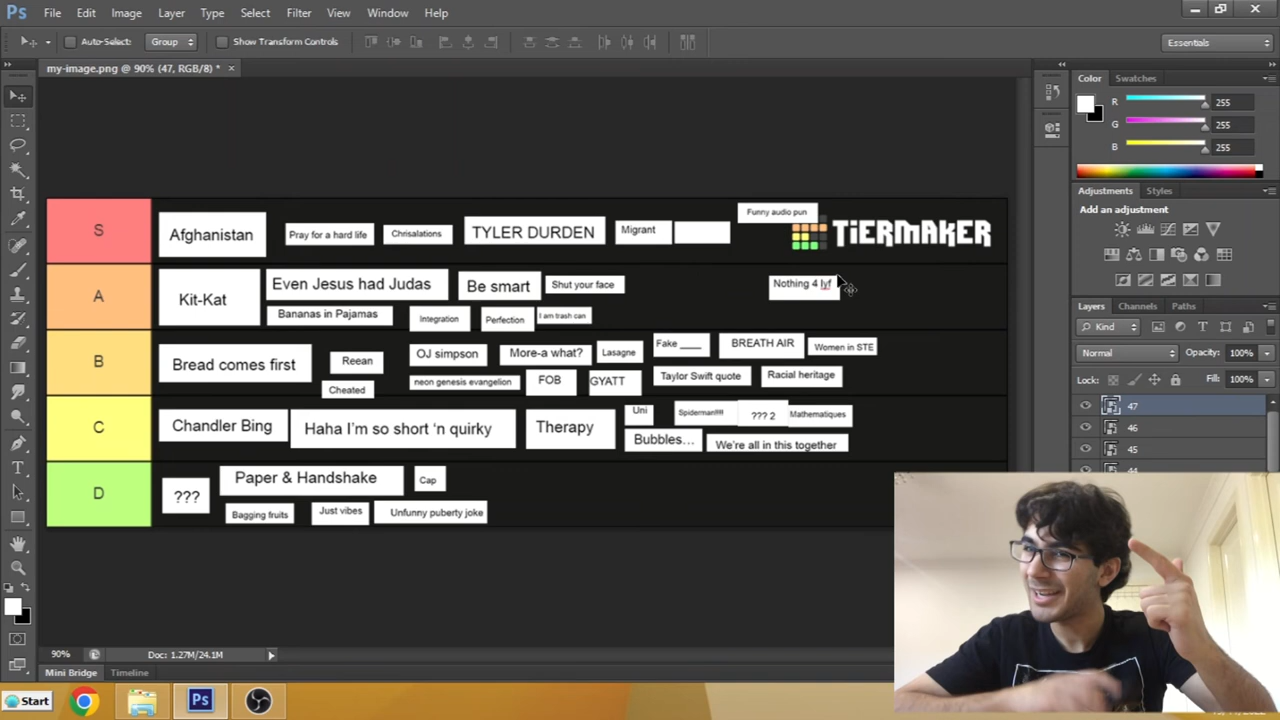 Ps File Edit Image Layer Type Select Filter View Window Help
Auto-Select: Group Show Transform Controls Essentials
my-image.png @ 90% (47, RGB/8) * ×
Color Swatches
R 255
G 255
B 255
Adjustments Styles
Add an adjustment
Layers Channels Paths
Kind
Normal Opacity: 100%
Lock: Fill: 100%
47
46
45
44
S
Afghanistan
Pray for a hard life
Chrisalations
TYLER DURDEN
Migrant
Funny audio pun
TiERMAKER
A
Kit-Kat
Even Jesus had Judas
Be smart
Shut your face
Nothing 4 lyf
Bananas in Pajamas
Integration
Perfection
I am trash can
B
Bread comes first
Reean
OJ simpson
More-a what?
Lasagne
Fake ____
BREATH AIR
Women in STE
Cheated
neon genesis evangelion
FOB
GYATT
Taylor Swift quote
Racial heritage
C
Chandler Bing
Haha I'm so short 'n quirky
Therapy
Uni
Spiderman!!!!
??? 2
Mathematiques
Bubbles...
We're all in this together
D
???
Paper & Handshake
Cap
Bagging fruits
Just vibes
Unfunny puberty joke
90% Doc: 1.27M/24.1M
Mini Bridge Timeline
Start
Ps